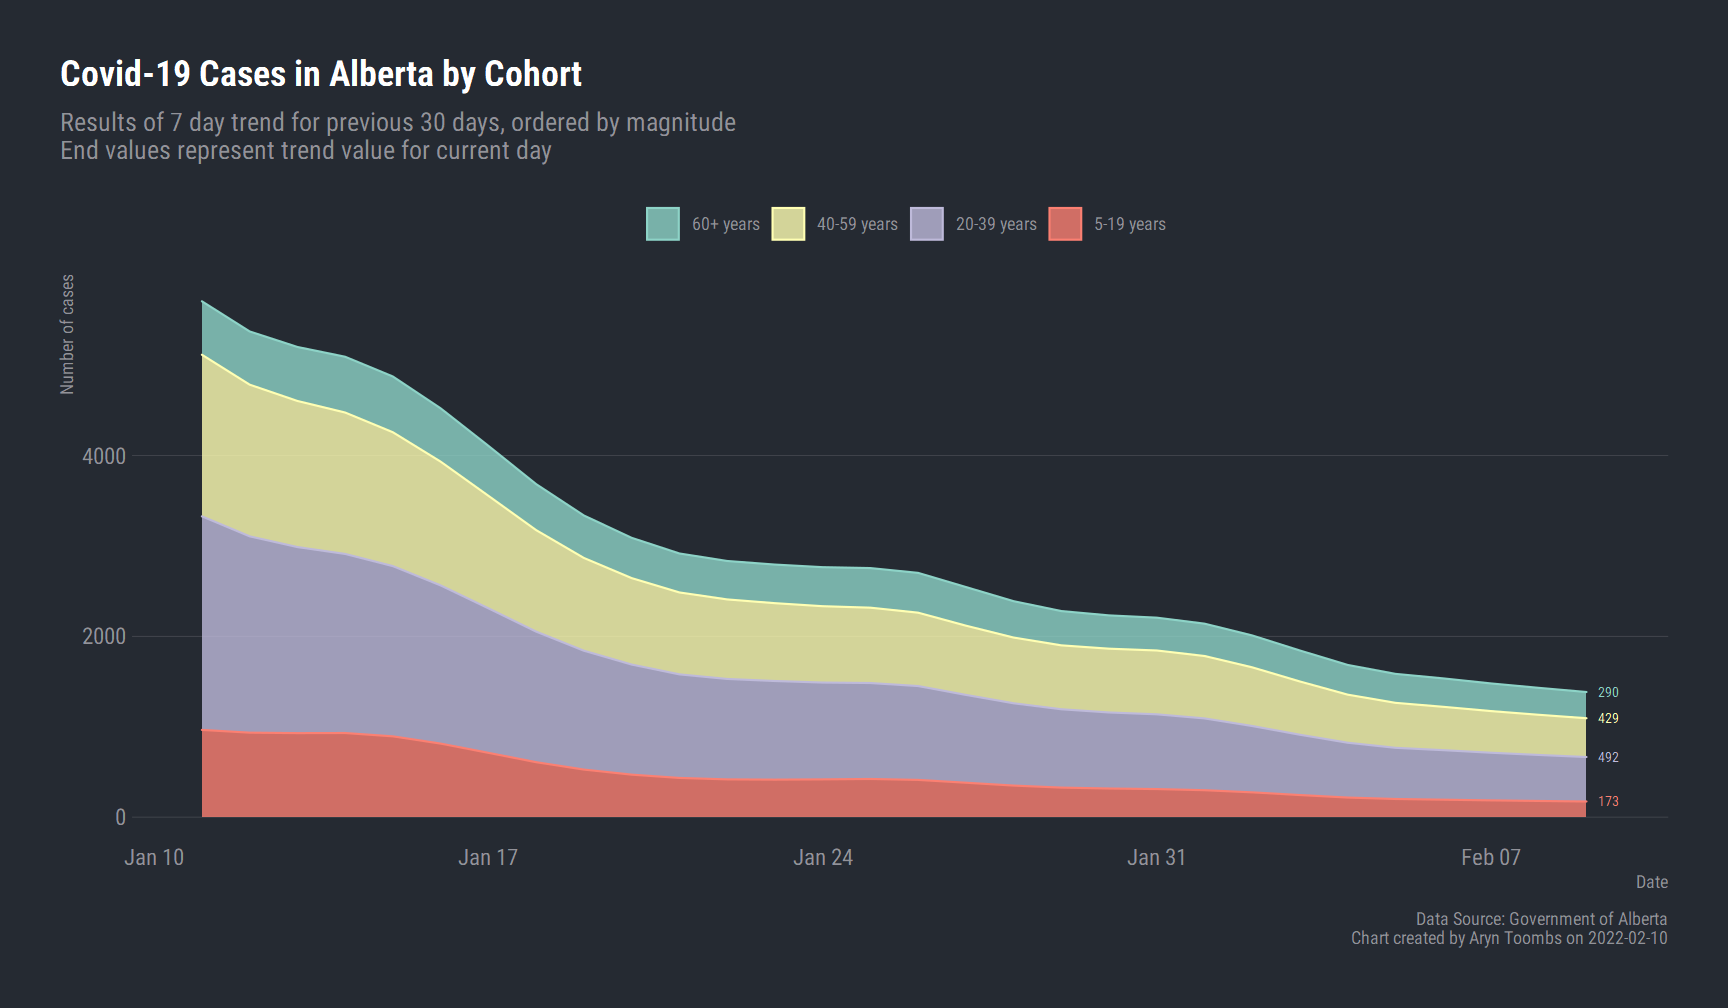 Covid-19 Cases in Alberta by Cohort
Results of 7 day trend for previous 30 days, ordered by magnitude
End values represent trend value for current day
60+ years
40-59 years
20-39 years
5-19 years
Number of cases
4000
2000
0
290
429
492
173
Jan 10
Jan 17
Jan 24
Jan 31
Feb 07
Date
Data Source: Government of Alberta
Chart created by Aryn Toombs on 2022-02-10